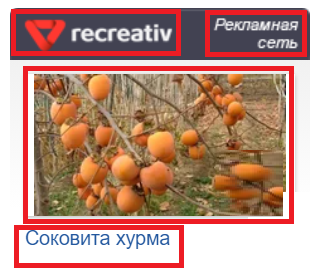 recreativ
Рекламная
сеть
Соковита хурма